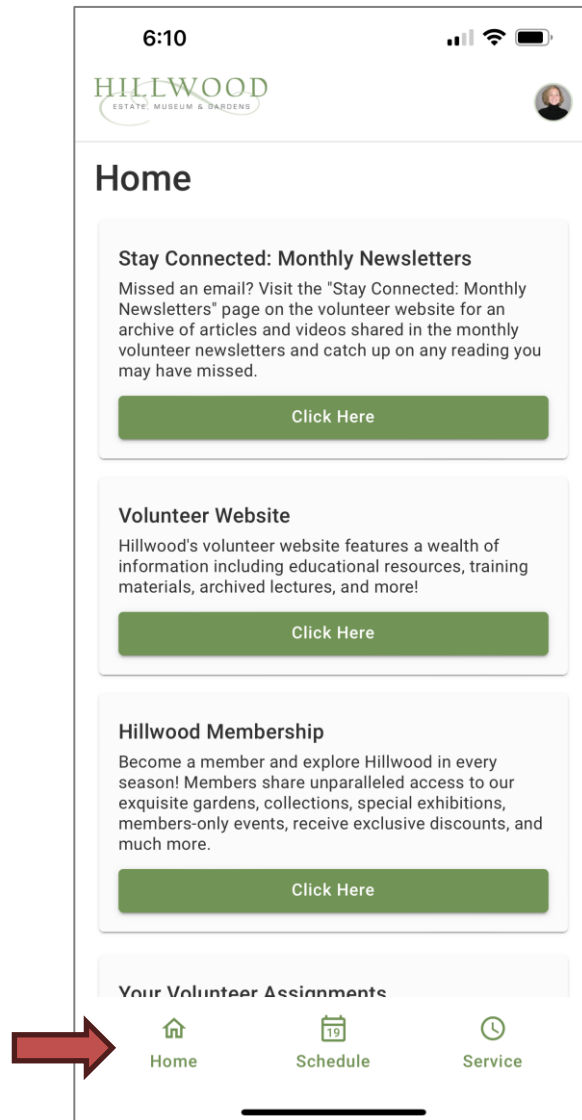 6:10
HILLWOOD
ESTATE, MUSEUM & GARDENS
Home
Stay Connected: Monthly Newsletters
Missed an email? Visit the "Stay Connected: Monthly
Newsletters" page on the volunteer website for an
archive of articles and videos shared in the monthly
volunteer newsletters and catch up on any reading you
may have missed.
Click Here
Volunteer Website
Hillwood's volunteer website features a wealth of
information including educational resources, training
materials, archived lectures, and more!
Click Here
Hillwood Membership
Become a member and explore Hillwood in every
season! Members share unparalleled access to our
exquisite gardens, collections, special exhibitions,
members-only events, receive exclusive discounts, and
much more.
Click Here
Your Volunteer Assignments
19
Home Schedule Service